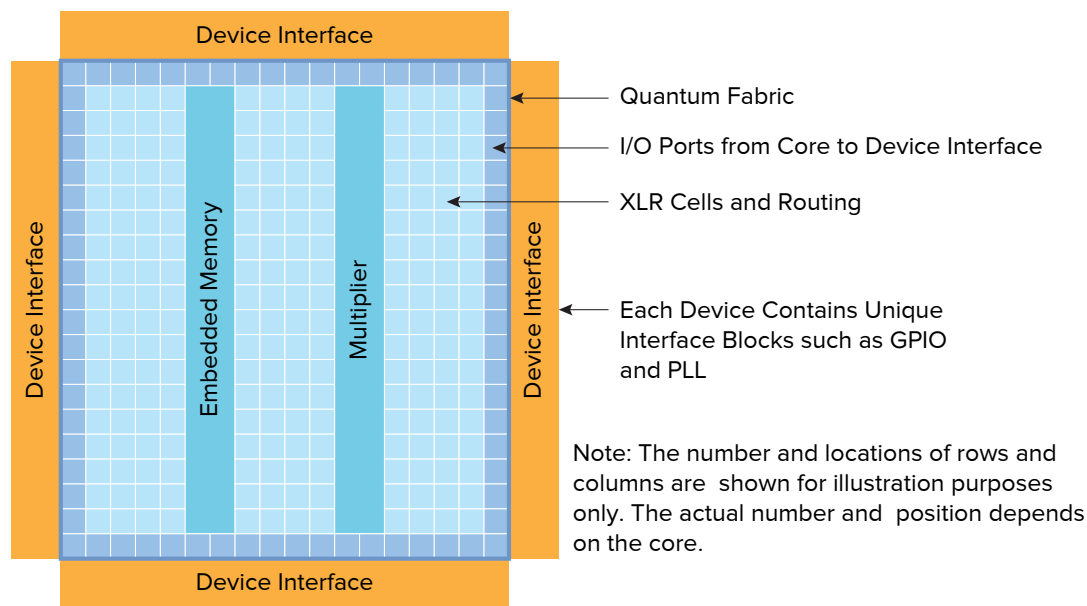 Device Interface
Device Interface
Embedded Memory
Multiplier
Device Interface
Quantum Fabric
I/O Ports from Core to Device Interface
XLR Cells and Routing
Each Device Contains Unique
Interface Blocks such as GPIO
and PLL
Note: The number and locations of rows and
columns are  shown for illustration purposes
only. The actual number and  position depends
on the core.
Device Interface